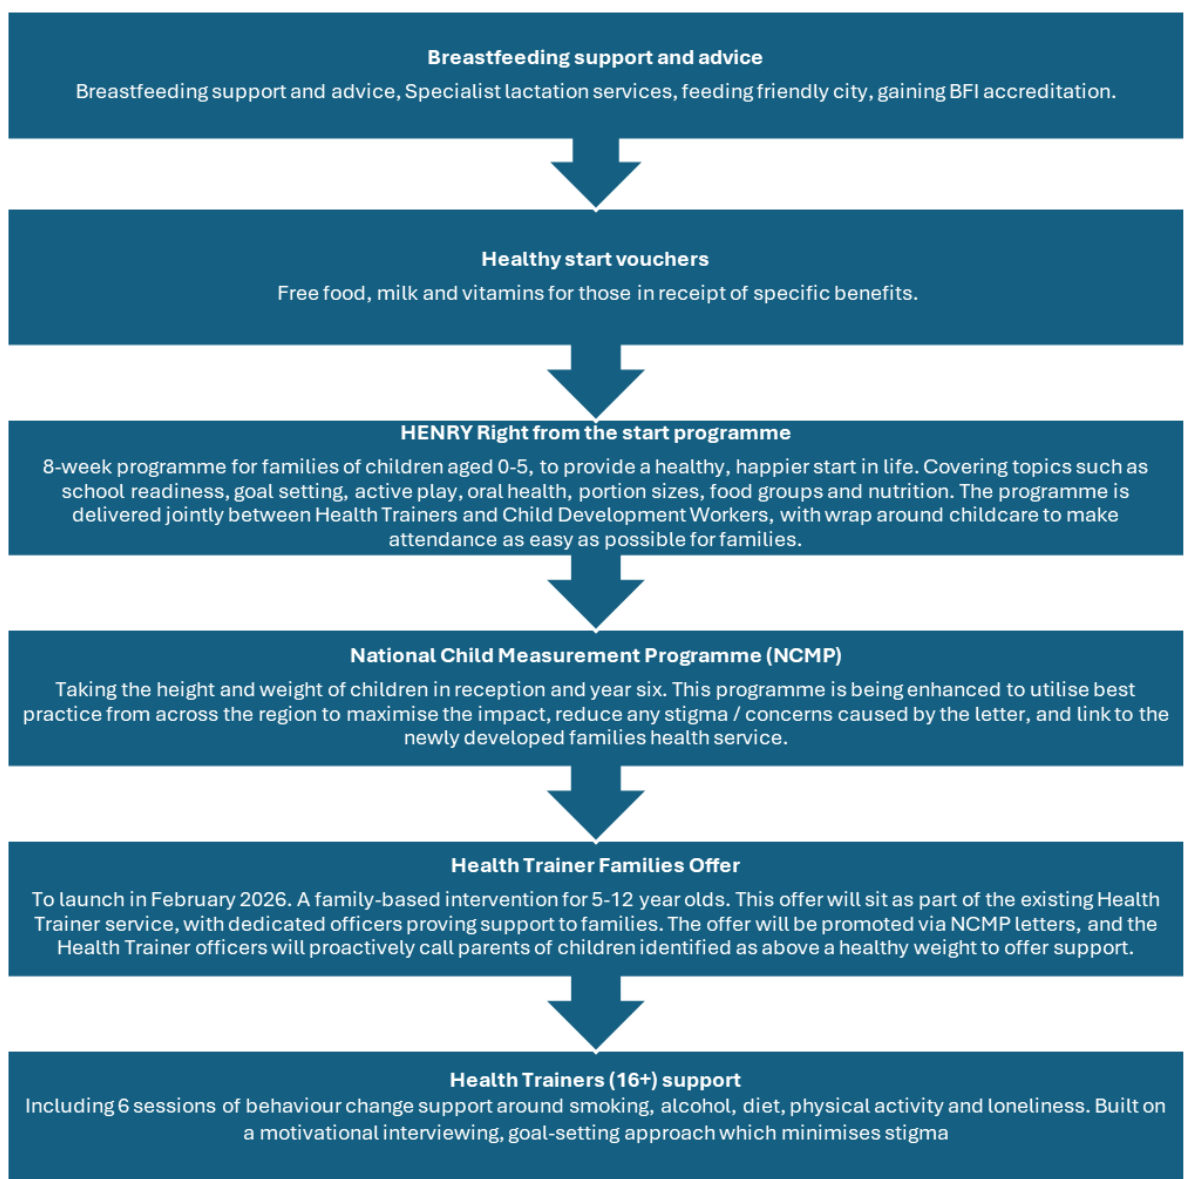 Breastfeeding support and advice
Breastfeeding support and advice, Specialist lactation services, feeding friendly city, gaining BFI accreditation.
Healthy start vouchers
Free food, milk and vitamins for those in receipt of specific benefits.
HENRY Right from the start programme
8-week programme for families of children aged 0-5, to provide a healthy, happier start in life. Covering topics such as
school readiness, goal setting, active play, oral health, portion sizes, food groups and nutrition. The programme is
delivered jointly between Health Trainers and Child Development Workers, with wrap around childcare to make
attendance as easy as possible for families.
National Child Measurement Programme (NCMP)
Taking the height and weight of children in reception and year six. This programme is being enhanced to utilise best
practice from across the region to maximise the impact, reduce any stigma / concerns caused by the letter, and link to the
newly developed families health service.
Health Trainer Families Offer
To launch in February 2026. A family-based intervention for 5-12 year olds. This offer will sit as part of the existing Health
Trainer service, with dedicated officers proving support to families. The offer will be promoted via NCMP letters, and the
Health Trainer officers will proactively call parents of children identified as above a healthy weight to offer support.
Health Trainers (16+) support
Including 6 sessions of behaviour change support around smoking, alcohol, diet, physical activity and loneliness. Built on
a motivational interviewing, goal-setting approach which minimises stigma